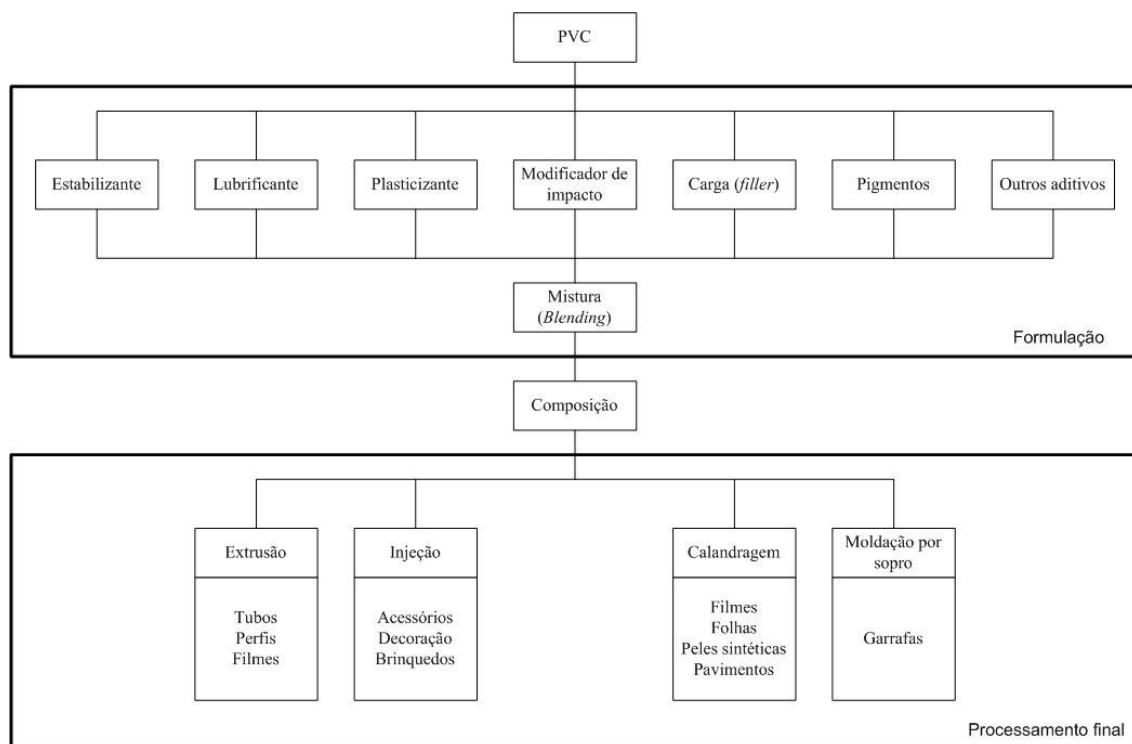 PVC
Estabilizante
Lubrificante
Plasticizante
Modificador de
impacto
Carga (filler)
Pigmentos
Outros aditivos
Mistura
(Blending)
Formulação
Composição
Extrusão
Tubos
Perfis
Filmes
Injeção
Acessórios
Decoração
Brinquedos
Calandragem
Filmes
Folhas
Peles sintéticas
Pavimentos
Moldação por
sopro
Garrafas
Processamento final